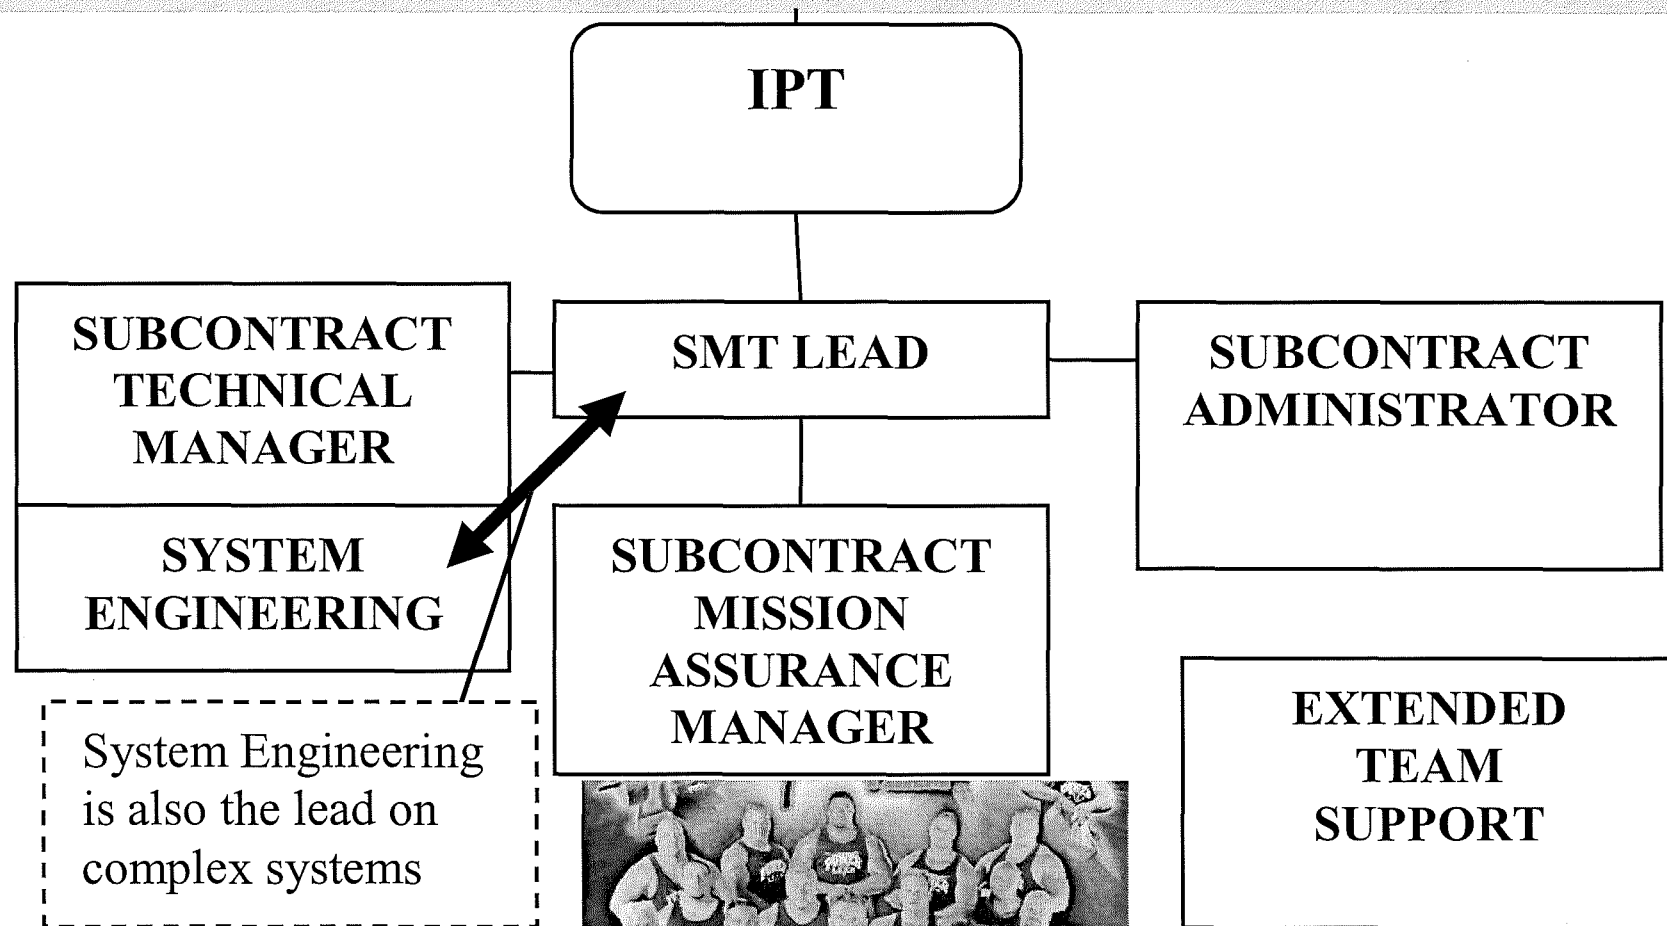 IPT
SUBCONTRACT
TECHNICAL
MANAGER
SMT LEAD
SUBCONTRACT
ADMINISTRATOR
SYSTEM
ENGINEERING
SUBCONTRACT
MISSION
ASSURANCE
MANAGER
System Engineering
is also the lead on
complex systems
EXTENDED
TEAM
SUPPORT